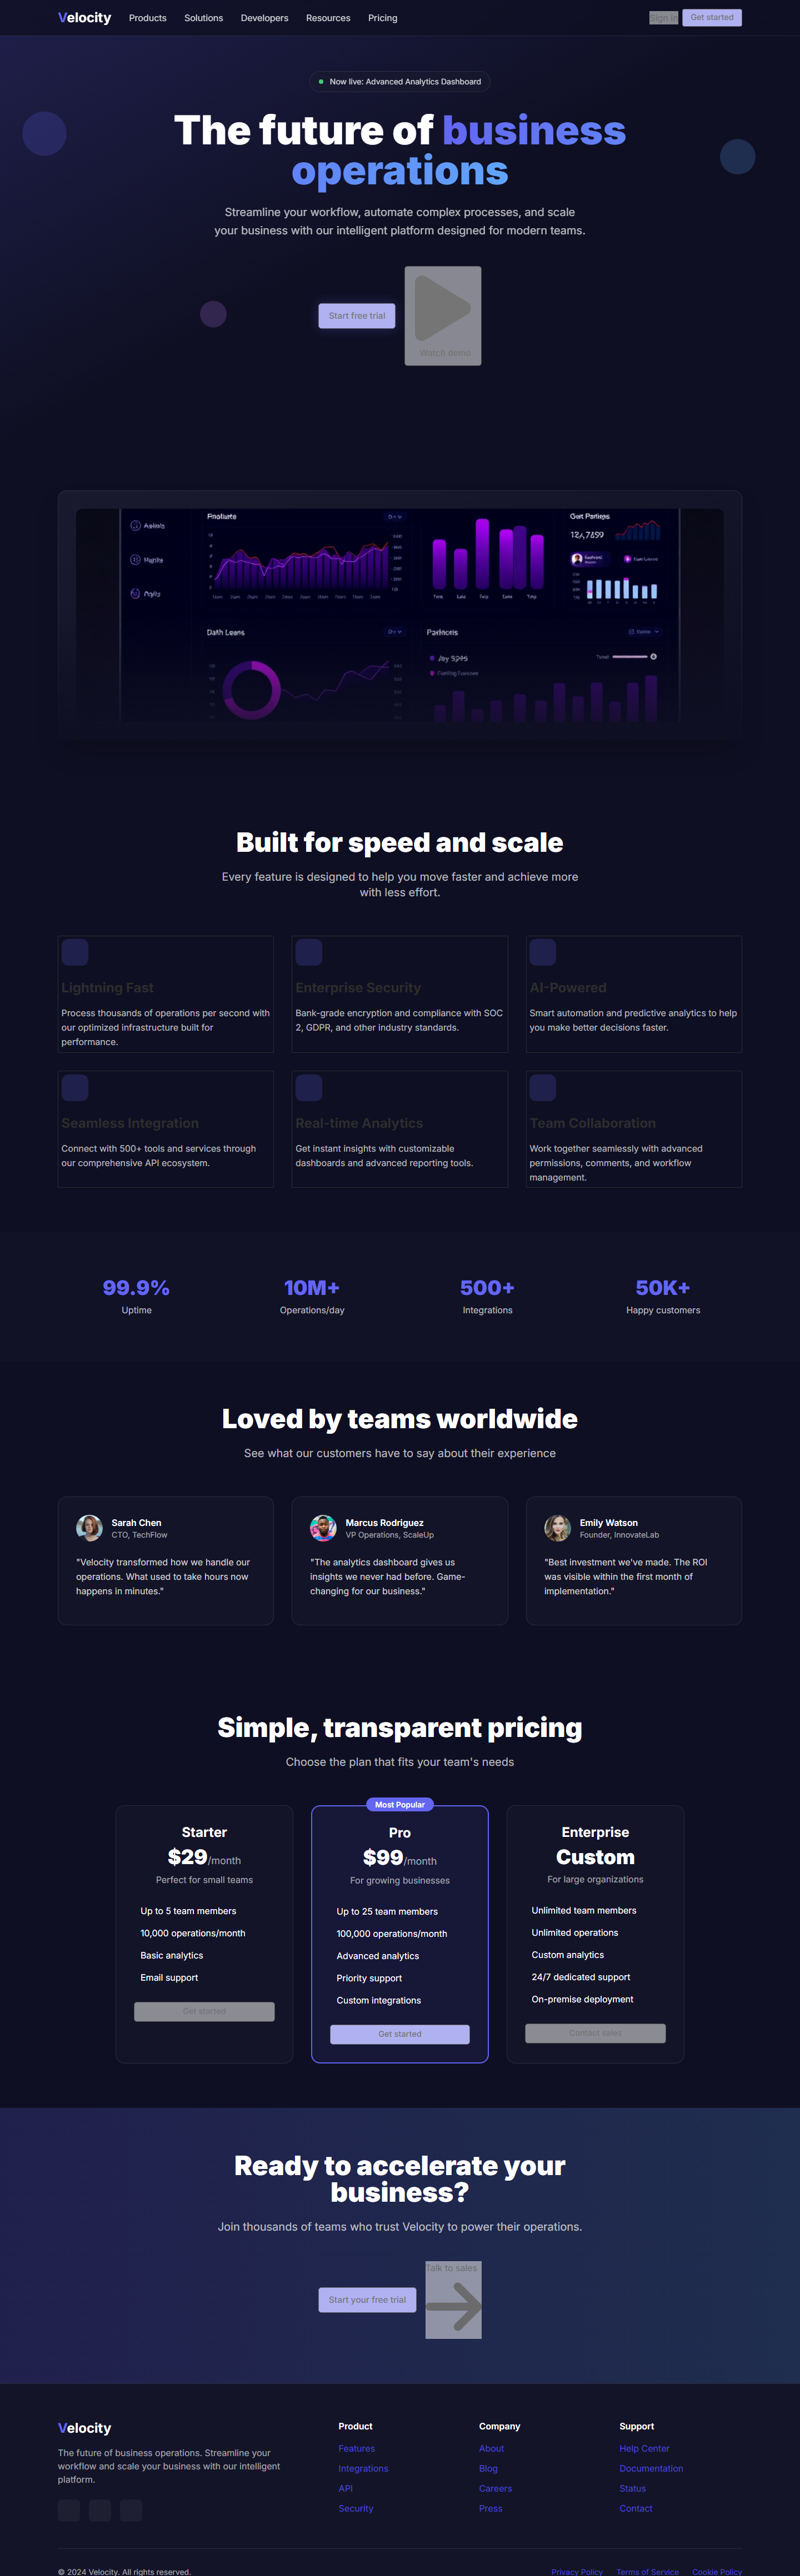 Velocity
Products
Solutions
Developers
Resources
Pricing
Sign in
Get started
Now live: Advanced Analytics Dashboard
The future of business
operations
Streamline your workflow, automate complex processes, and scale
your business with our intelligent platform designed for modern teams.
Start free trial
Watch demo
Built for speed and scale
Every feature is designed to help you move faster and achieve more
with less effort.
Lightning Fast
Process thousands of operations per second with
our optimized infrastructure built for
performance.
Enterprise Security
Bank-grade encryption and compliance with SOC
2, GDPR, and other industry standards.
AI-Powered
Smart automation and predictive analytics to help
you make better decisions faster.
Seamless Integration
Connect with 500+ tools and services through
our comprehensive API ecosystem.
Real-time Analytics
Get instant insights with customizable
dashboards and advanced reporting tools.
Team Collaboration
Work together seamlessly with advanced
permissions, comments, and workflow
management.
99.9%
Uptime
10M+
Operations/day
500+
Integrations
50K+
Happy customers
Loved by teams worldwide
See what our customers have to say about their experience
Sarah Chen
CTO, TechFlow
"Velocity transformed how we handle our
operations. What used to take hours now
happens in minutes."
Marcus Rodriguez
VP Operations, ScaleUp
"The analytics dashboard gives us
insights we never had before. Game-
changing for our business."
Emily Watson
Founder, InnovateLab
"Best investment we've made. The ROI
was visible within the first month of
implementation."
Simple, transparent pricing
Choose the plan that fits your team's needs
Starter
$29/month
Perfect for small teams
Up to 5 team members
10,000 operations/month
Basic analytics
Email support
Get started
Most Popular
Pro
$99/month
For growing businesses
Up to 25 team members
100,000 operations/month
Advanced analytics
Priority support
Custom integrations
Get started
Enterprise
Custom
For large organizations
Unlimited team members
Unlimited operations
Custom analytics
24/7 dedicated support
On-premise deployment
Contact sales
Ready to accelerate your
business?
Join thousands of teams who trust Velocity to power their operations.
Start your free trial
Talk to sales
Velocity
The future of business operations. Streamline your
workflow and scale your business with our intelligent
platform.
Product
Features
Integrations
API
Security
Company
About
Blog
Careers
Press
Support
Help Center
Documentation
Status
Contact
© 2024 Velocity. All rights reserved.
Privacy Policy
Terms of Service
Cookie Policy